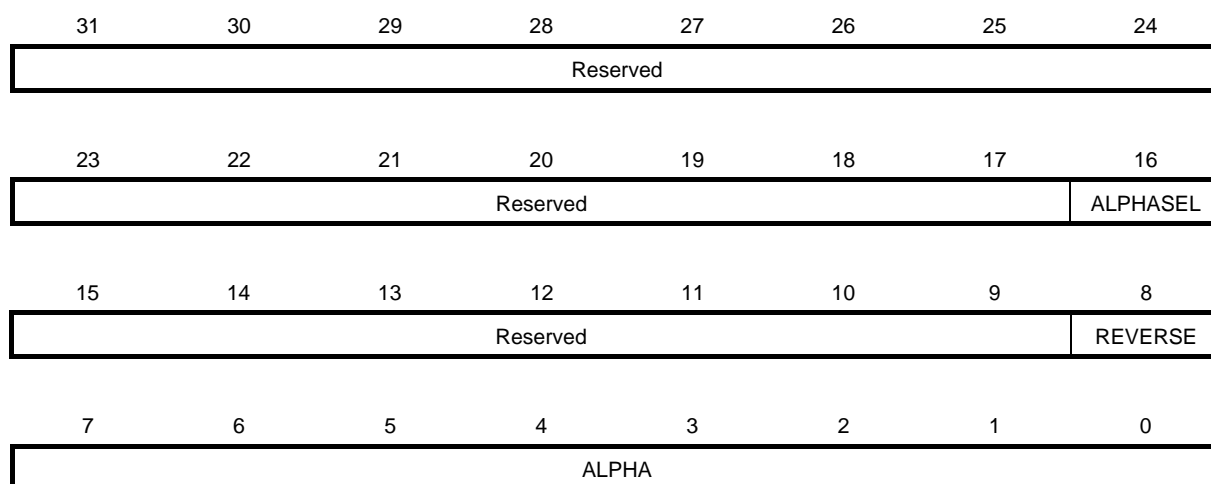 31 30 29 28 27 26 25 24
Reserved
23 22 21 20 19 18 17 16
Reserved ALPHASEL
15 14 13 12 11 10 9 8
Reserved REVERSE
7 6 5 4 3 2 1 0
ALPHA